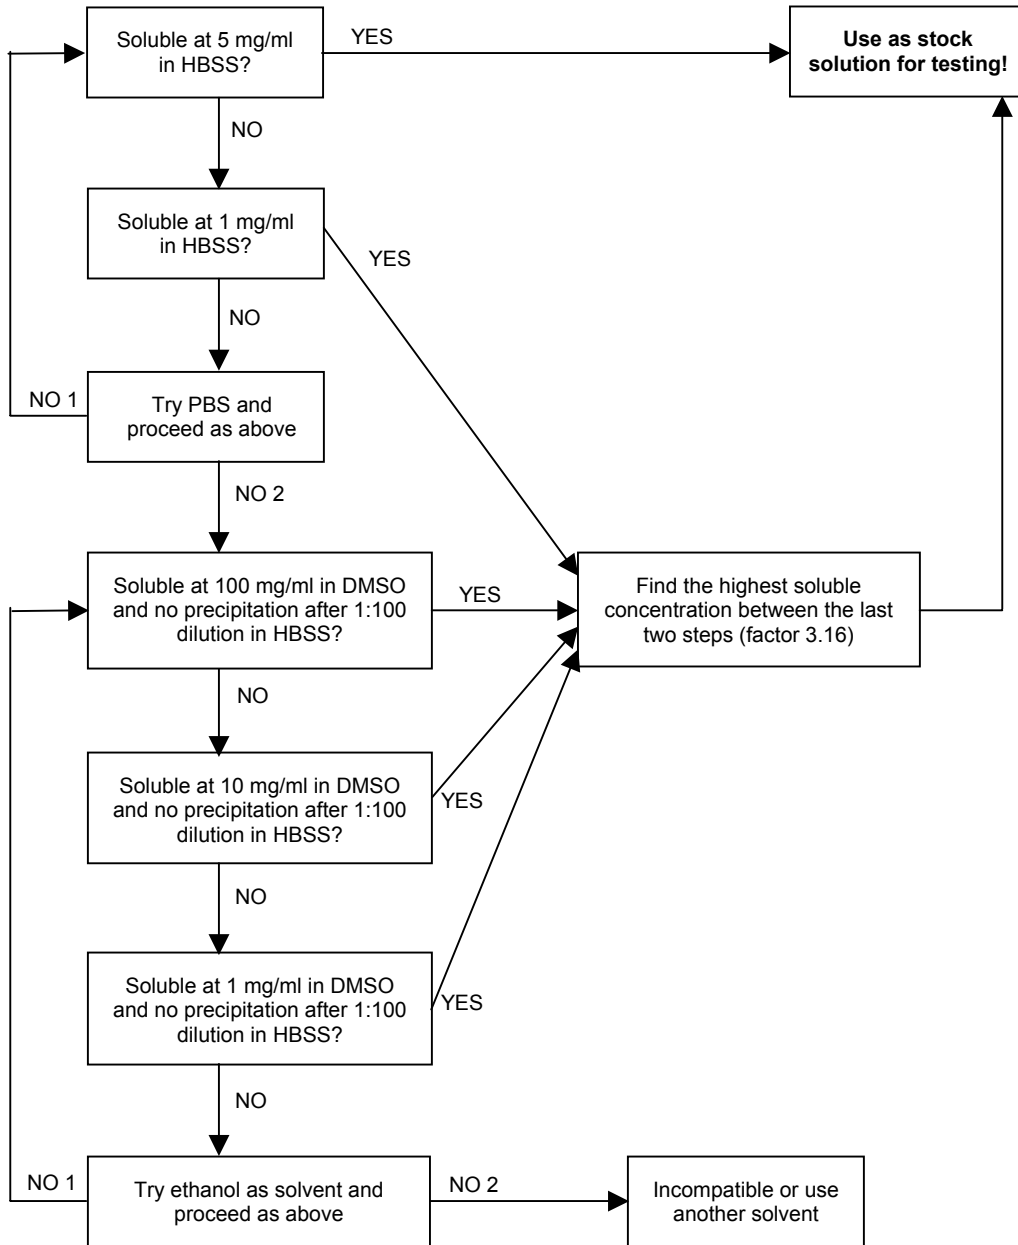 Soluble at 5 mg/ml
in HBSS?
YES
Use as stock
solution for testing!
NO
Soluble at 1 mg/ml
in HBSS?
YES
NO
NO 1
Try PBS and
proceed as above
NO 2
Soluble at 100 mg/ml in DMSO
and no precipitation after 1:100
dilution in HBSS?
YES
Find the highest soluble
concentration between the last
two steps (factor 3.16)
NO
Soluble at 10 mg/ml in DMSO
and no precipitation after 1:100
dilution in HBSS?
YES
NO
Soluble at 1 mg/ml in DMSO
and no precipitation after 1:100
dilution in HBSS?
YES
NO
NO 1
Try ethanol as solvent and
proceed as above
NO 2
Incompatible or use
another solvent